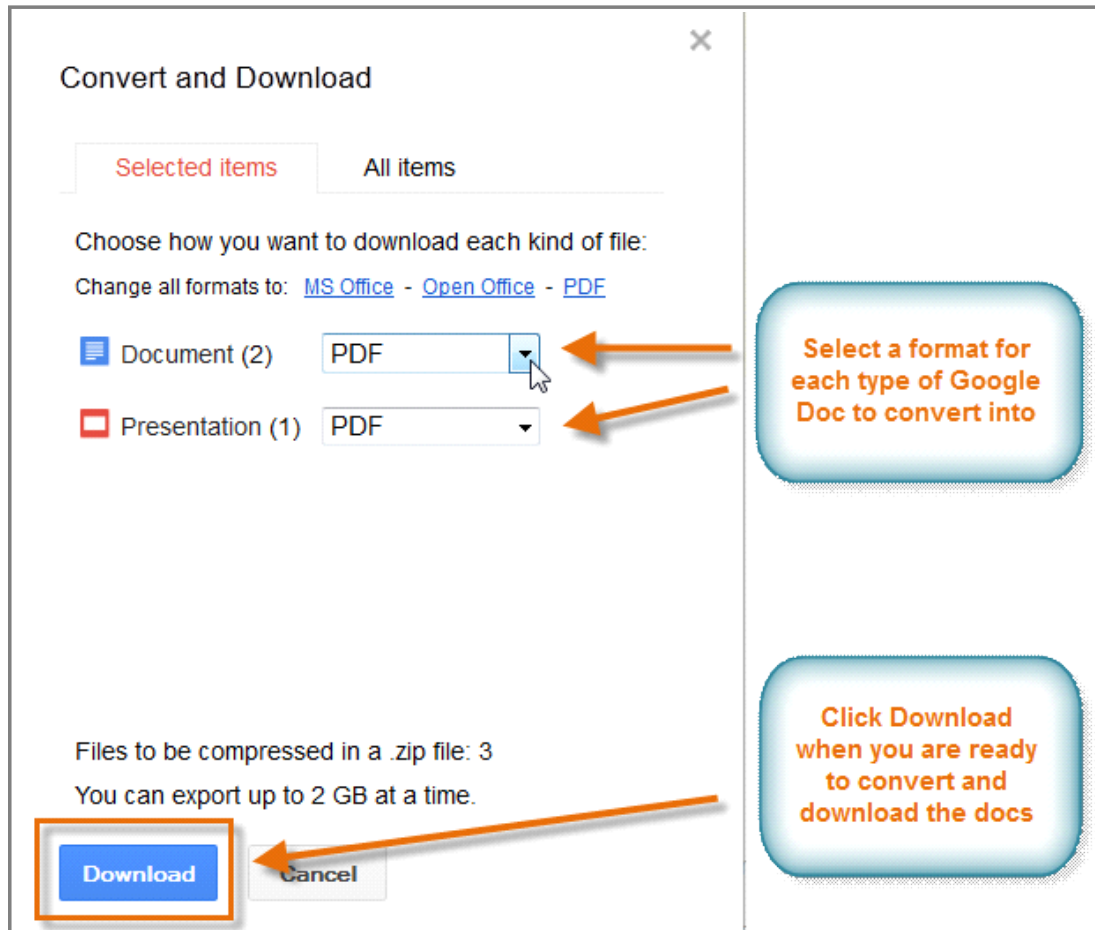 Convert and Download
Selected items All items
Choose how you want to download each kind of file:
Change all formats to: MS Office - Open Office - PDF
Document (2) PDF
Presentation (1) PDF
Select a format for
each type of Google
Doc to convert into
Files to be compressed in a .zip file: 3
You can export up to 2 GB at a time.
Download Cancel
Click Download
when you are ready
to convert and
download the docs